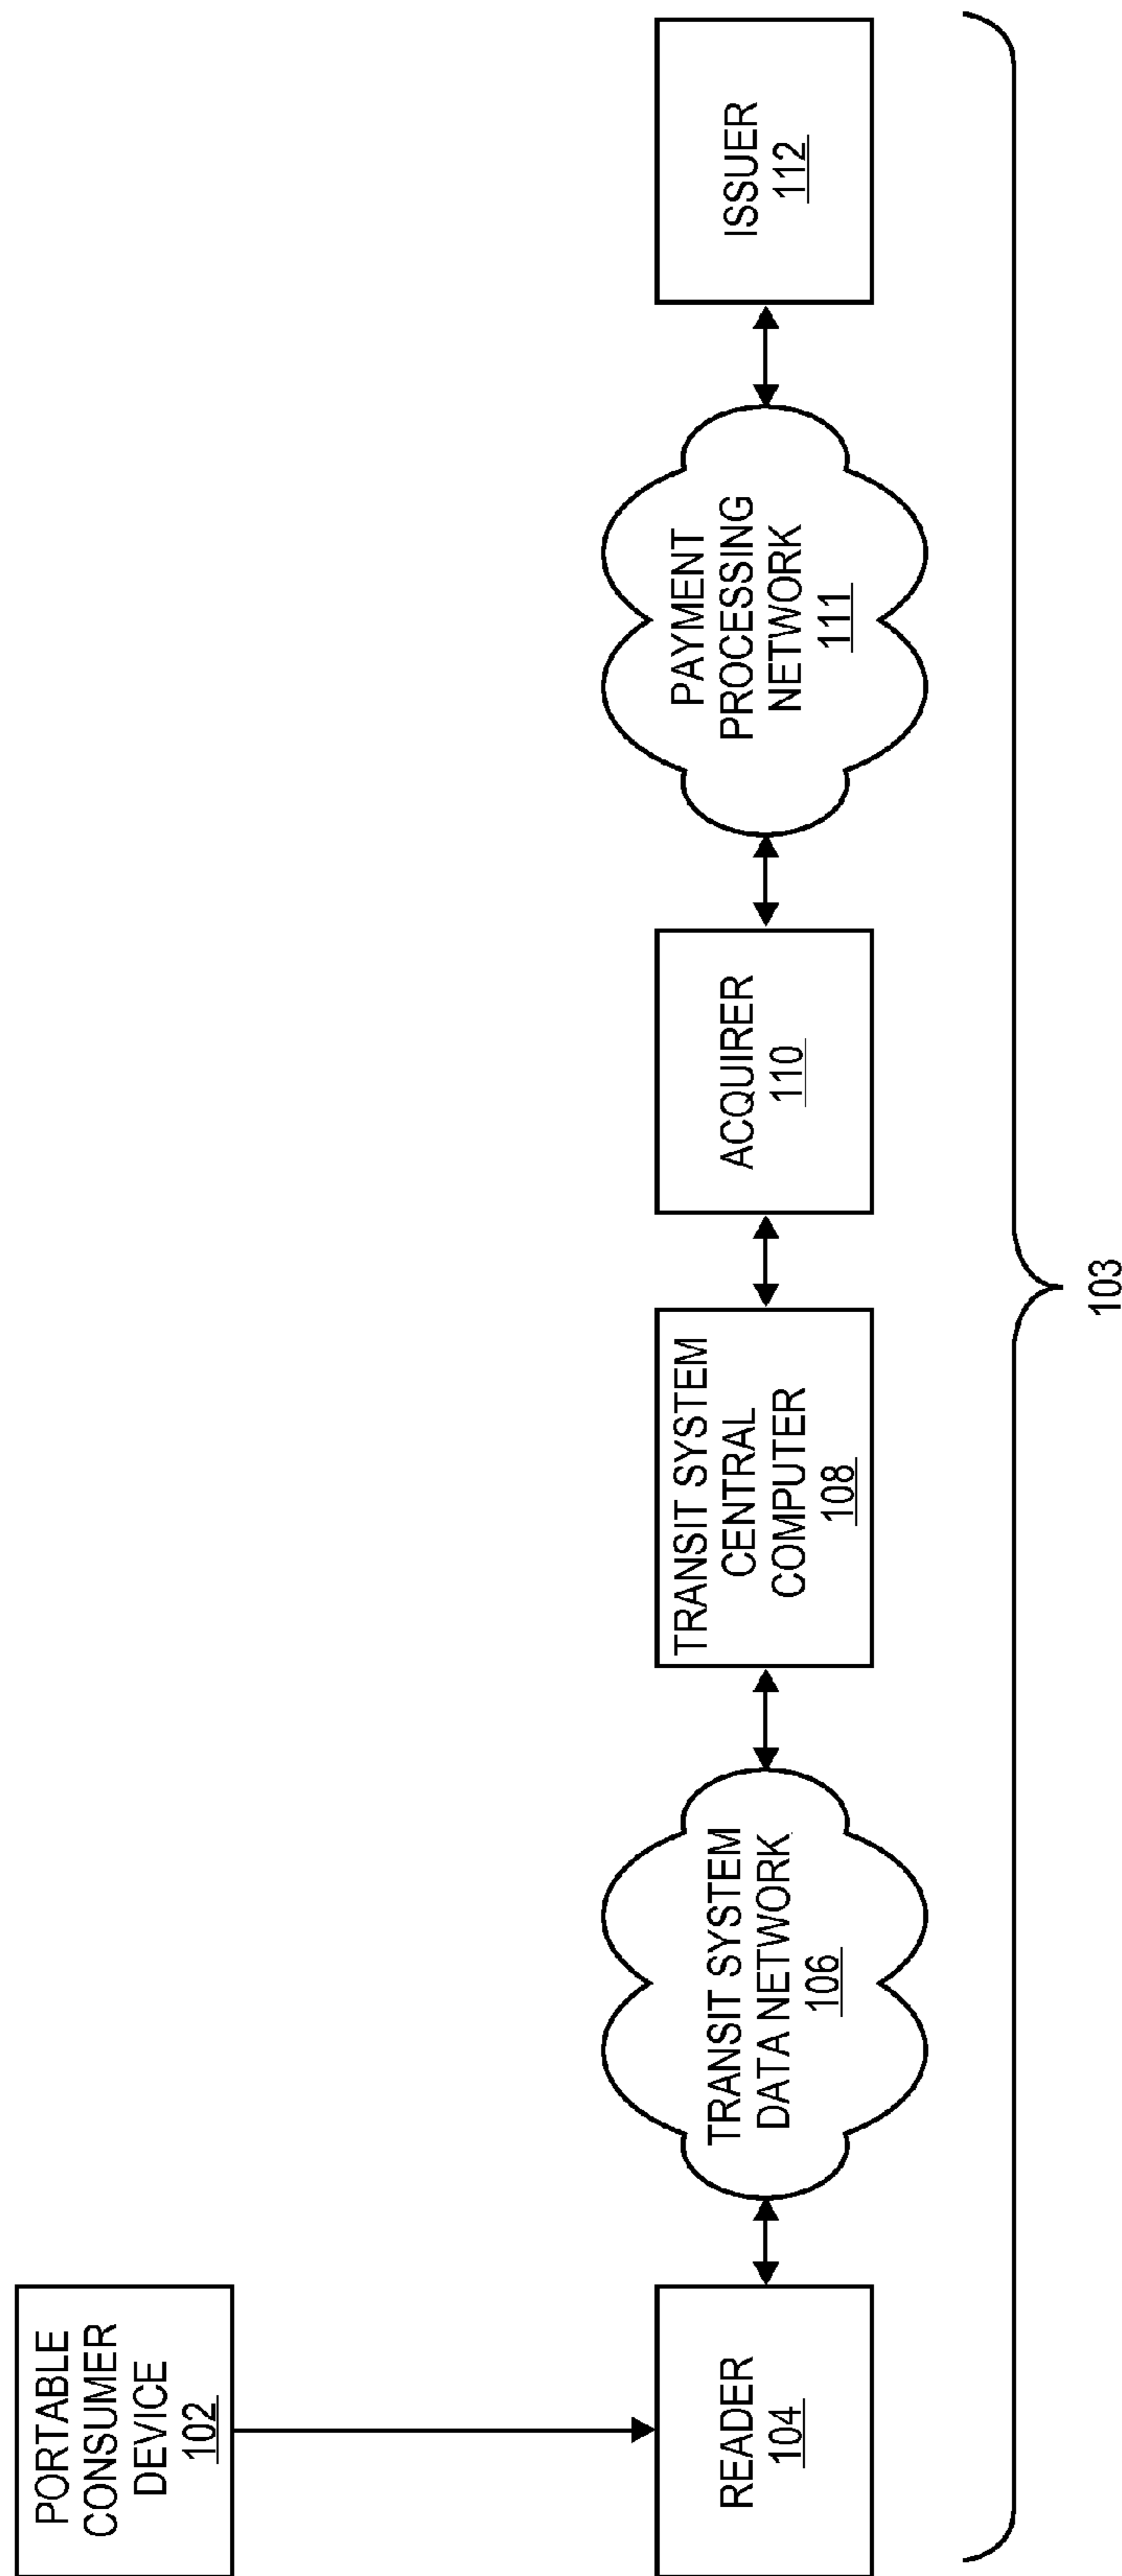 PORTABLE
CONSUMER
DEVICE
102
READER
104
TRANSIT SYSTEM
DATA NETWORK
106
TRANSIT SYSTEM
CENTRAL
COMPUTER
108
ACQUIRER
110
PAYMENT
PROCESSING
NETWORK
111
ISSUER
112
103